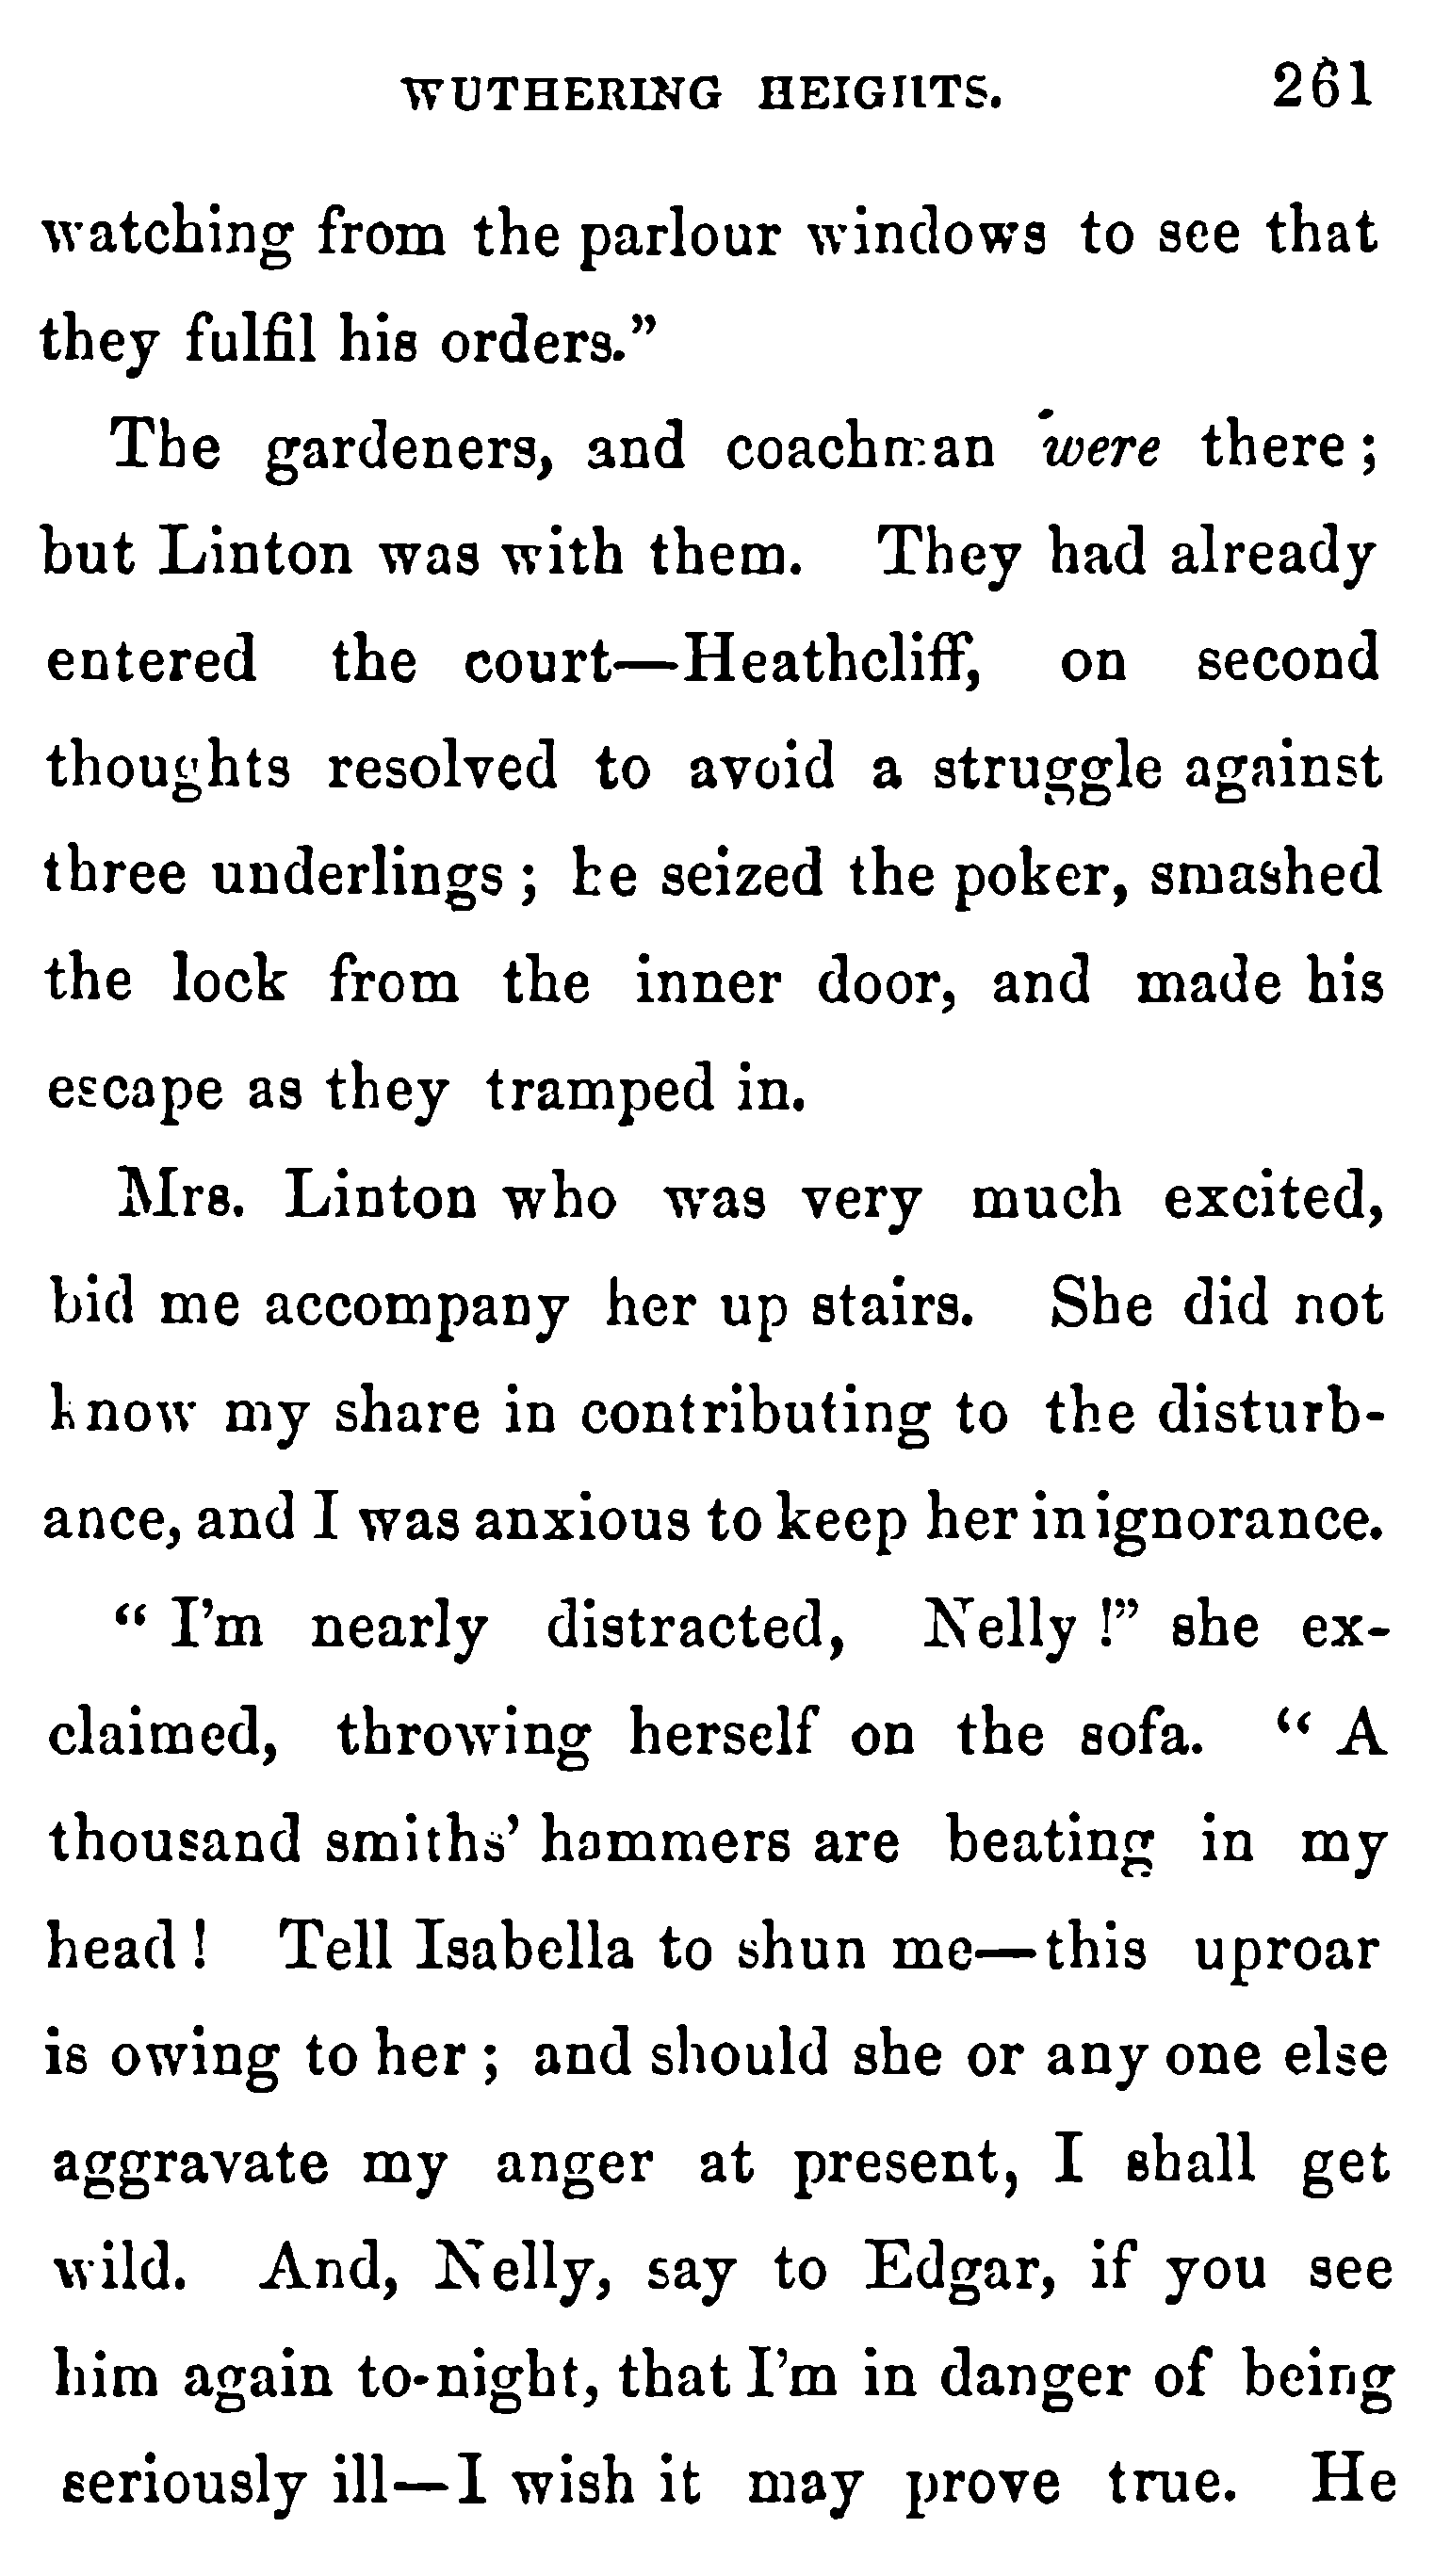 WUTHERING HEIGHTS. 261
watching from the parlour windows to see that
they fulfil his orders.”
The gardeners, and coachman were there;
but Linton was with them. They had already
entered the court—Heathcliff, on second
thoughts resolved to avoid a struggle against
three underlings; he seized the poker, smashed
the lock from the inner door, and made his
escape as they tramped in.
Mrs. Linton who was very much excited,
bid me accompany her up stairs. She did not
know my share in contributing to the disturb-
ance, and I was anxious to keep her in ignorance.
“I’m nearly distracted, Nelly!” she ex-
claimed, throwing herself on the sofa. “A
thousand smiths’ hammers are beating in my
head! Tell Isabella to shun me—this uproar
is owing to her; and should she or any one else
aggravate my anger at present, I shall get
wild. And, Nelly, say to Edgar, if you see
him again to-night, that I’m in danger of being
seriously ill—I wish it may prove true. He